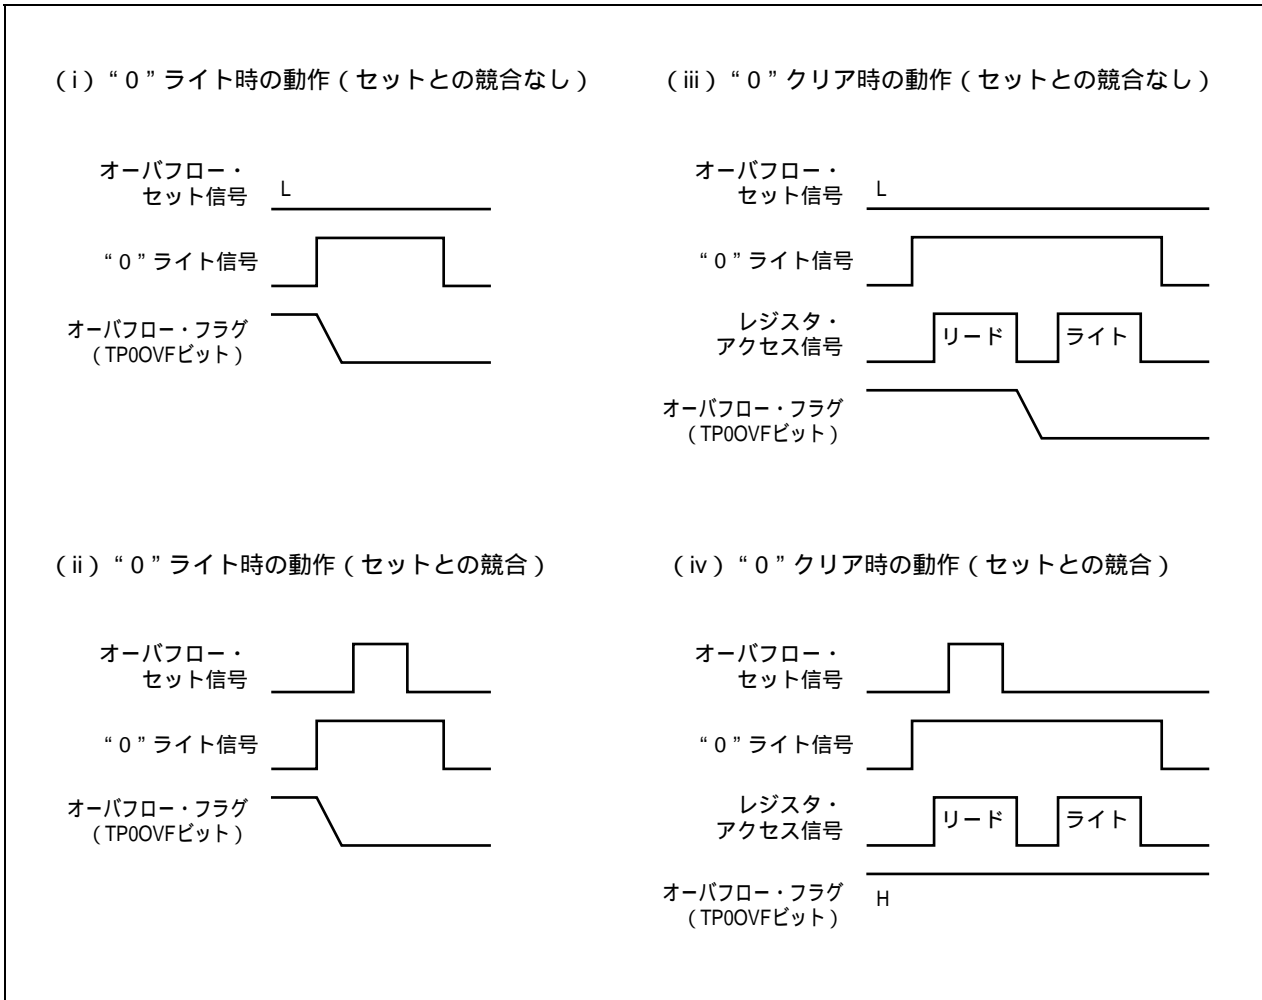 （i）“0”ライト時の動作（セットとの競合なし）
オーバフロー・
セット信号
L
“0”ライト信号
オーバフロー・フラグ
（TP0OVFビット）
（iii）“0”クリア時の動作（セットとの競合なし）
オーバフロー・
セット信号
L
“0”ライト信号
レジスタ・
アクセス信号
リード
ライト
オーバフロー・フラグ
（TP0OVFビット）
（ii）“0”ライト時の動作（セットとの競合）
オーバフロー・
セット信号
“0”ライト信号
オーバフロー・フラグ
（TP0OVFビット）
（iv）“0”クリア時の動作（セットとの競合）
オーバフロー・
セット信号
“0”ライト信号
レジスタ・
アクセス信号
リード
ライト
オーバフロー・フラグ
（TP0OVFビット）
H